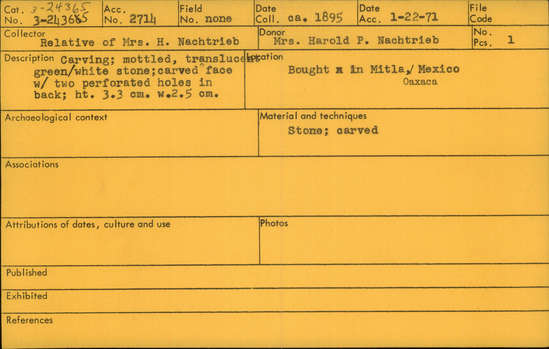 Cat. 3-24365 Acc. Field Date Date File
No. 3-243665 No. 2714 No. none Coll. ca. 1895 Acc. 1-22-71 Code
Collector Donor No.
Relative of Mrs. H. Nachtrieb Mrs. Harold P. Nachtrieb Pcs. 1
Description Carving; mottled, translucent Location
green/white stone;carved^face Bought x in Mitla,/ Mexico
w/ two perforated holes in Oaxaca
back; ht. 3.3 cm. w.2.5 cm.
Archaeological context Material and techniques
Stone; carved
Associations
Attributions of dates, culture and use Photos
Published
Exhibited
References